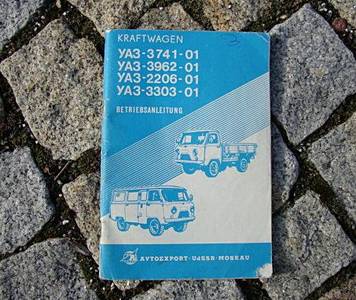 KRAFTWAGEN
УАЗ-3741-01
УАЗ-3962-01
УАЗ-2206-01
УАЗ-3303-01
BETRIEBSANLEITUNG
AVTOEXPORT · UdSSR · MOSKAU